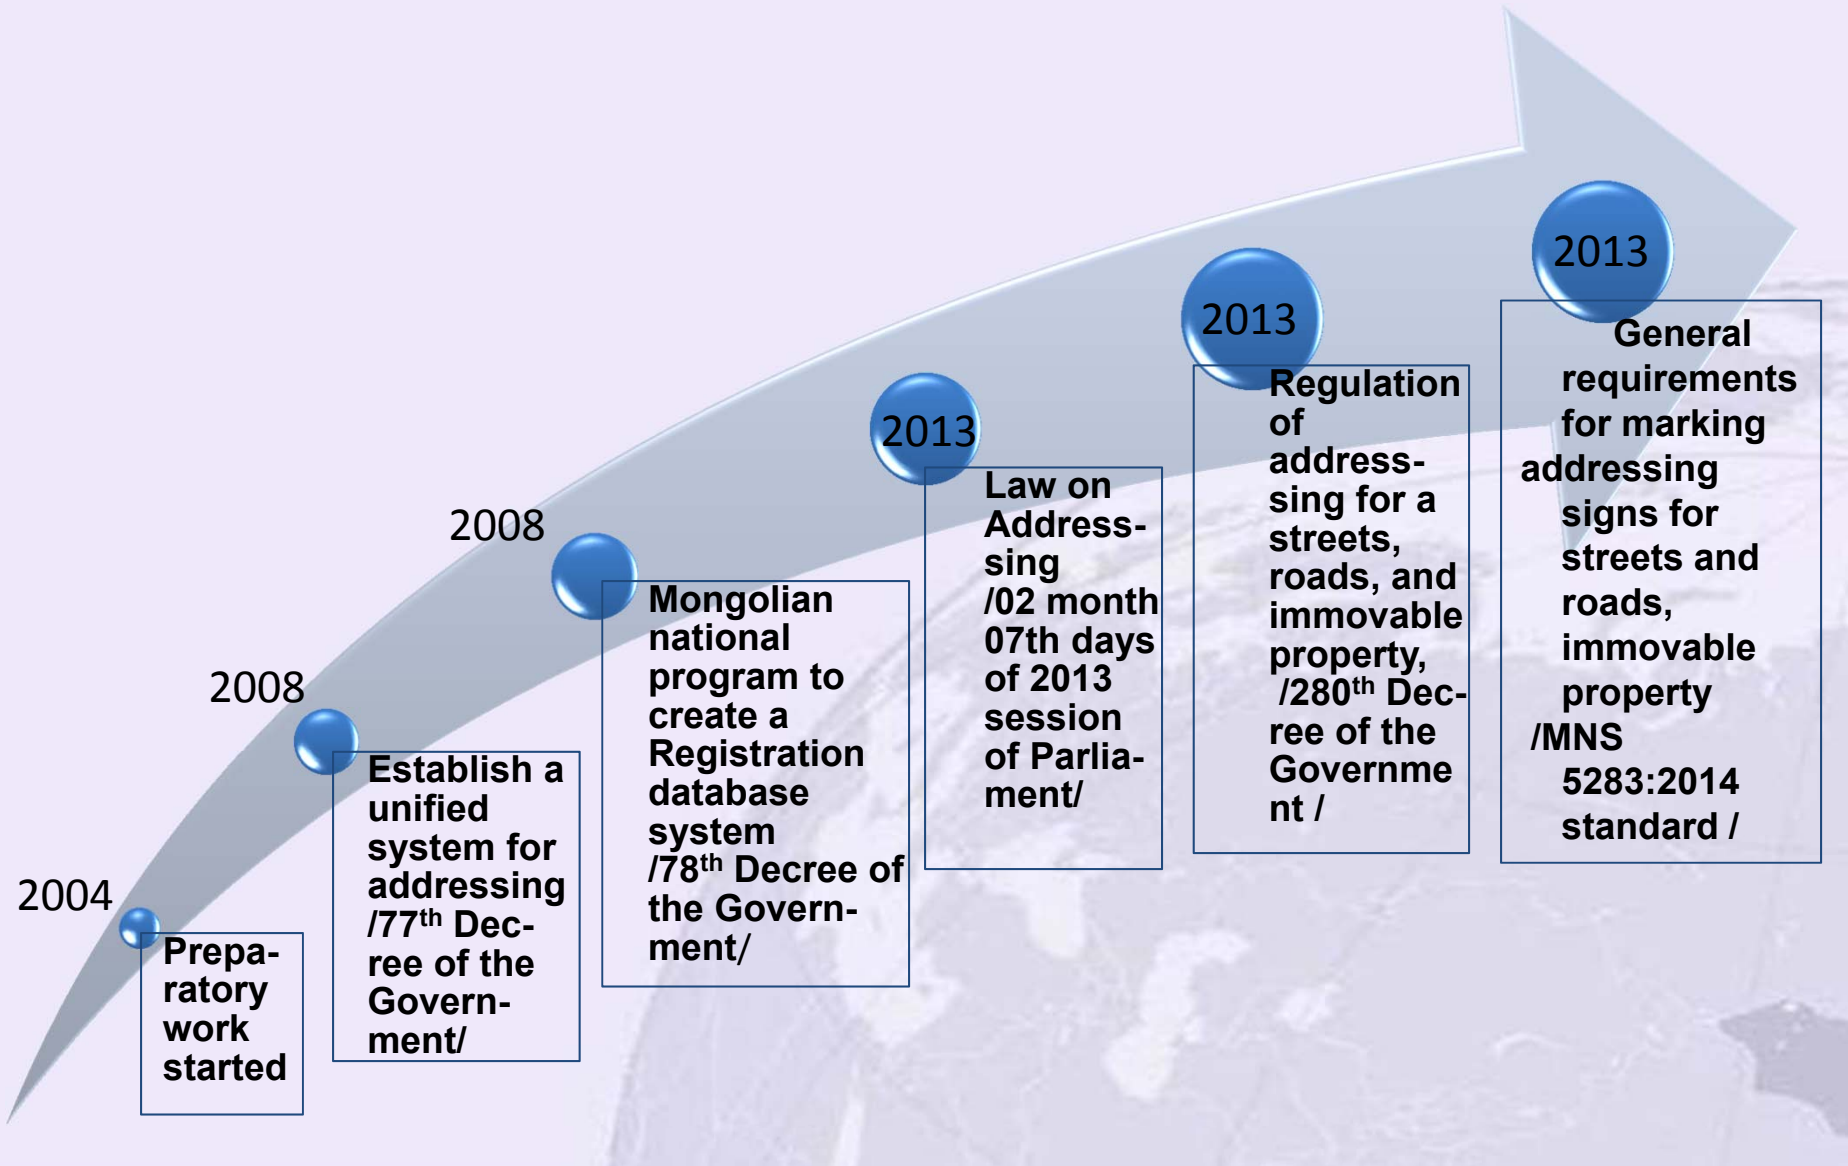 2004
Prepa-
ratory
work
started
2008
Establish a
unified
system for
addressing
/77th Dec-
ree of the
Govern-
ment/
2008
Mongolian
national
program to
create a
Registration
database
system
/78th Decree of
the Govern-
ment/
2013
Law on
Address-
sing
/02 month
07th days
of 2013
session
of Parlia-
ment/
2013
Regulation
of
address-
sing for a
streets,
roads, and
immovable
property,
/280th Dec-
ree of the
Governme
nt /
2013
General
requirements
for marking
addressing
signs for
streets and
roads,
immovable
property
/MNS
5283:2014
standard /